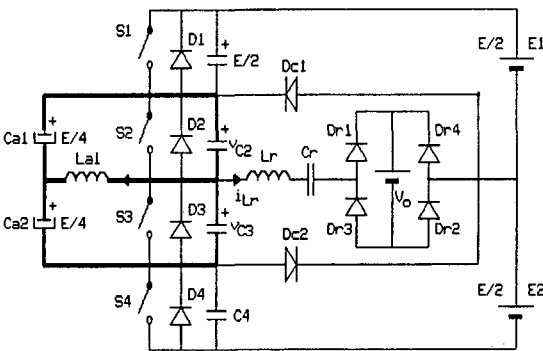 S1
D1
+
E/2
E/2
E1
Dc1
+
Ca1
E/4
S2
D2
+
vC2
La1
Lr
Cr
Dr1
Dr4
iLr
+
Ca2
E/4
S3
D3
+
vC3
Vo
Dr3
Dr2
Dc2
S4
D4
C4
E/2
E2